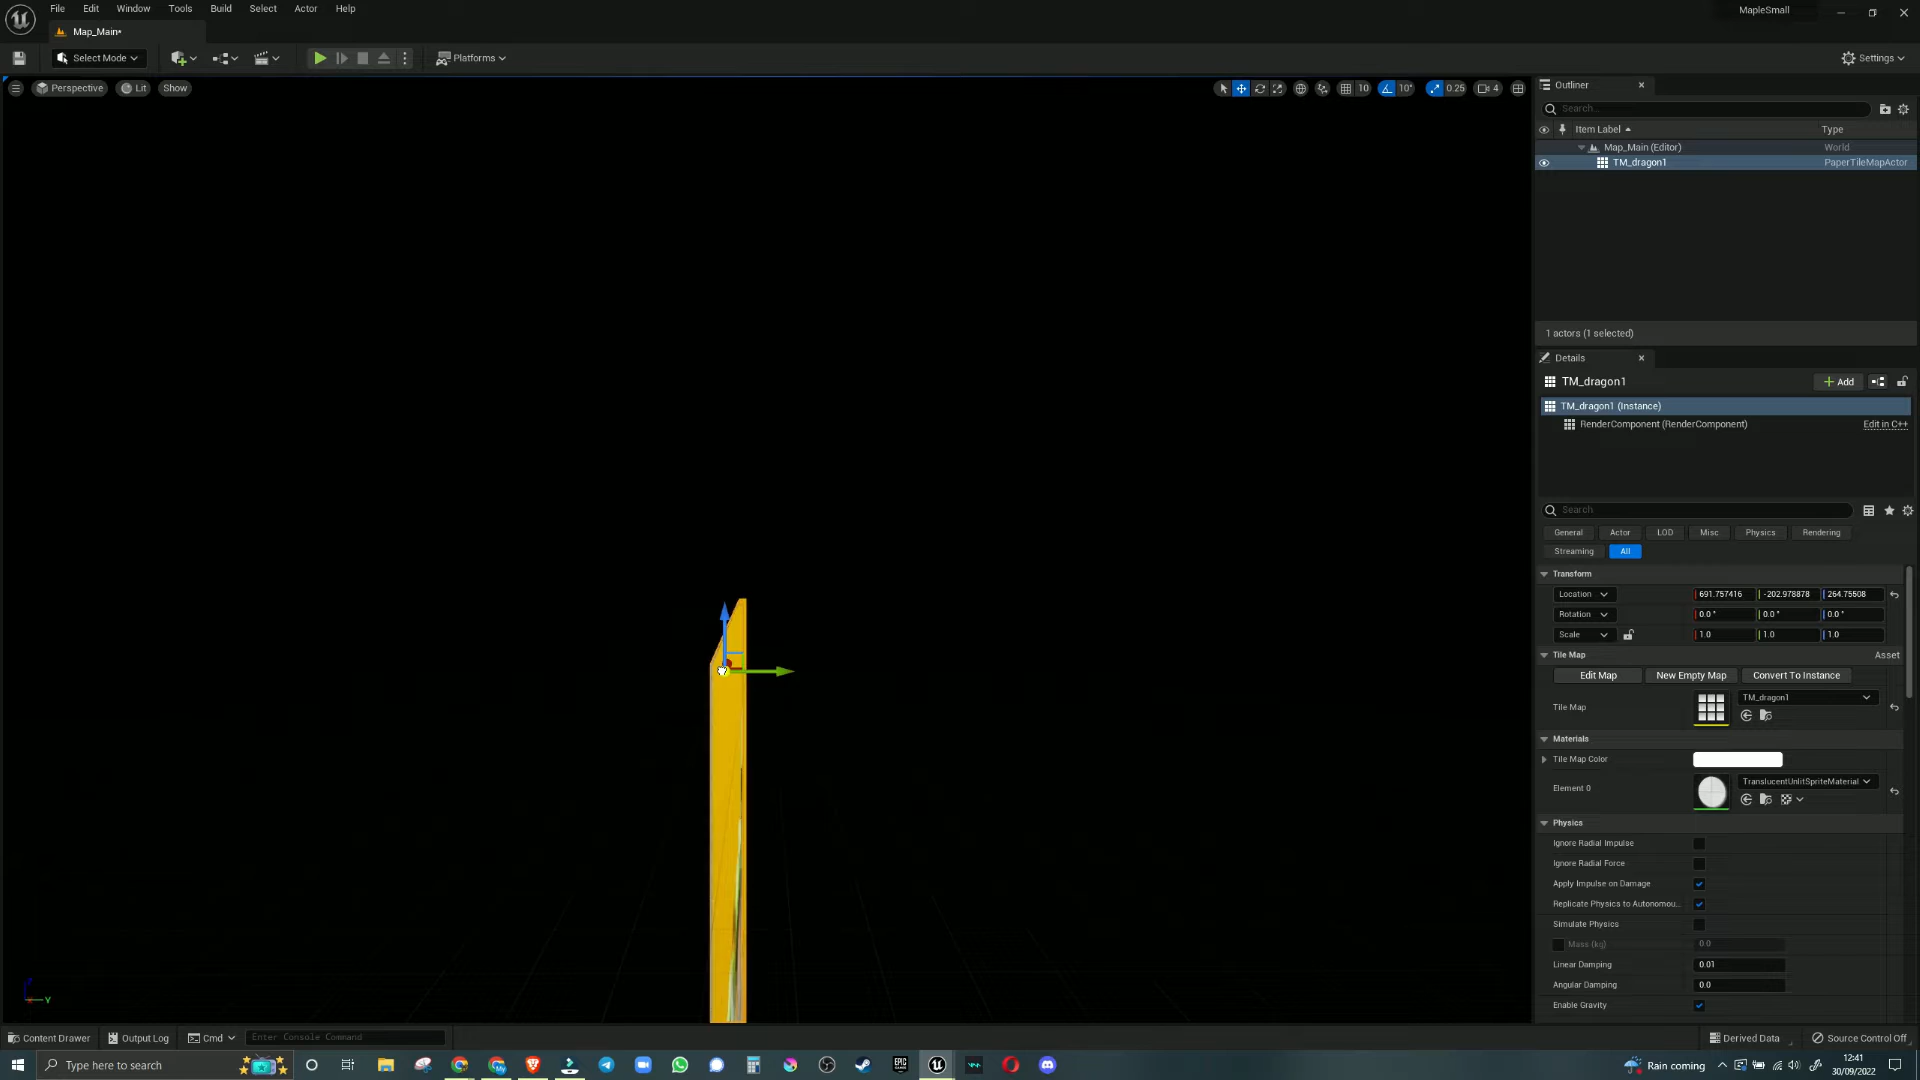 File Edit Window Tools Build Select Actor Help
MapleSmall
Map_Main*
Select Mode
Platforms
Settings
Perspective Lit Show
10 10° 0.25 4
Outliner
Search...
Item Label Type
Map_Main (Editor) World
TM_dragon1 PaperTileMapActor
1 actors (1 selected)
Details
TM_dragon1 Add
TM_dragon1 (Instance)
RenderComponent (RenderComponent) Edit in C++
Search
General Actor LOD Misc Physics Rendering
Streaming All
Transform
Location 691.757416 -202.978878 264.75508
Rotation 0.0 ° 0.0 ° 0.0 °
Scale 1.0 1.0 1.0
Tile Map Asset
Edit Map New Empty Map Convert To Instance
Tile Map TM_dragon1
Materials
Tile Map Color
Element 0 TranslucentUnlitSpriteMaterial
Physics
Ignore Radial Impulse
Ignore Radial Force
Apply Impulse on Damage
Replicate Physics to Autonomou...
Simulate Physics
Mass (kg) 0.0
Linear Damping 0.01
Angular Damping 0.0
Enable Gravity
Y
Content Drawer Output Log Cmd Enter Console Command Derived Data Source Control Off
Type here to search
EPIC
Rain coming
12:41
30/09/2022